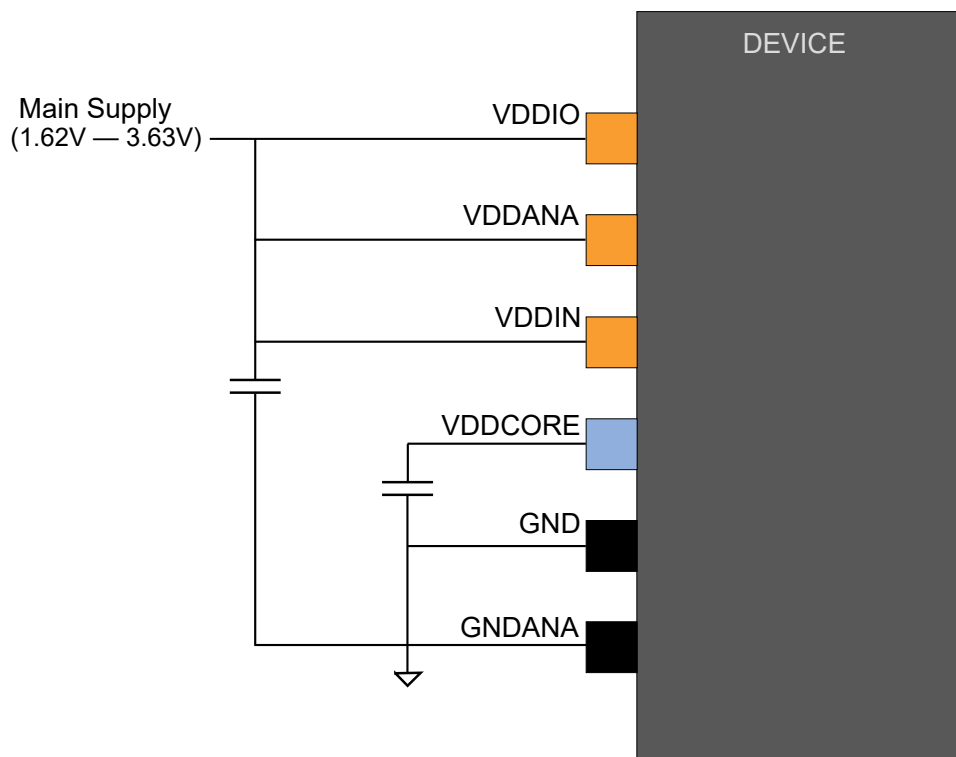 DEVICE
Main Supply
(1.62V — 3.63V)
VDDIO
VDDANA
VDDIN
VDDCORE
GND
GNDANA